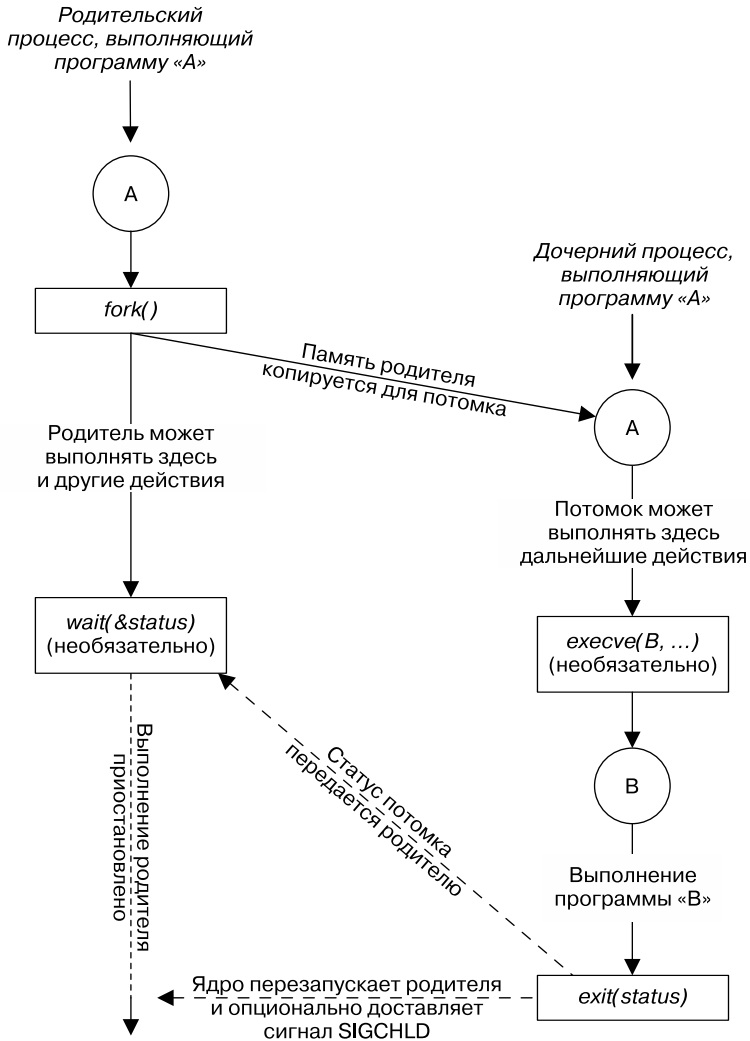 Родительский
процесс, выполняющий
программу «А»
А
fork()
Дочерний процесс,
выполняющий
программу «А»
Память родителя
копируется для потомка
А
Родитель может
выполнять здесь
и другие действия
Потомок может
выполнять здесь
дальнейшие действия
wait(&status)
(необязательно)
execve(B, ...)
(необязательно)
Выполнение родителя
приостановлено
Статус потомка
передается родителю
В
Выполнение
программы «В»
Ядро перезапускает родителя
и опционально доставляет
сигнал SIGCHLD
exit(status)